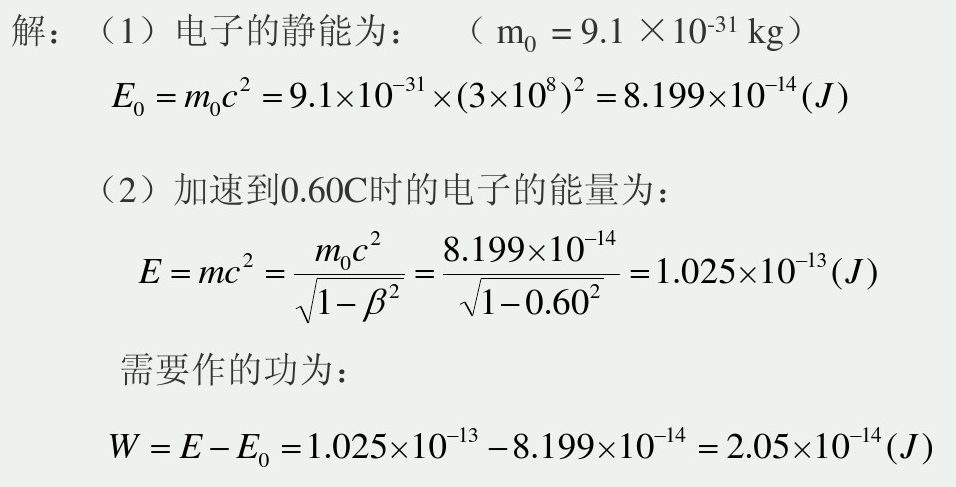 解：（1）电子的静能为：　（ m₀ = 9.1 ×10⁻³¹ kg）
E₀ = m₀c² = 9.1×10⁻³¹ ×(3×10⁸)² = 8.199×10⁻¹⁴ (J)
（2）加速到0.60C时的电子的能量为：
E = mc² = m₀c² / √(1−β²) = 8.199×10⁻¹⁴ / √(1−0.60²) = 1.025×10⁻¹³ (J)
需要作的功为：
W = E − E₀ = 1.025×10⁻¹³ − 8.199×10⁻¹⁴ = 2.05×10⁻¹⁴ (J)